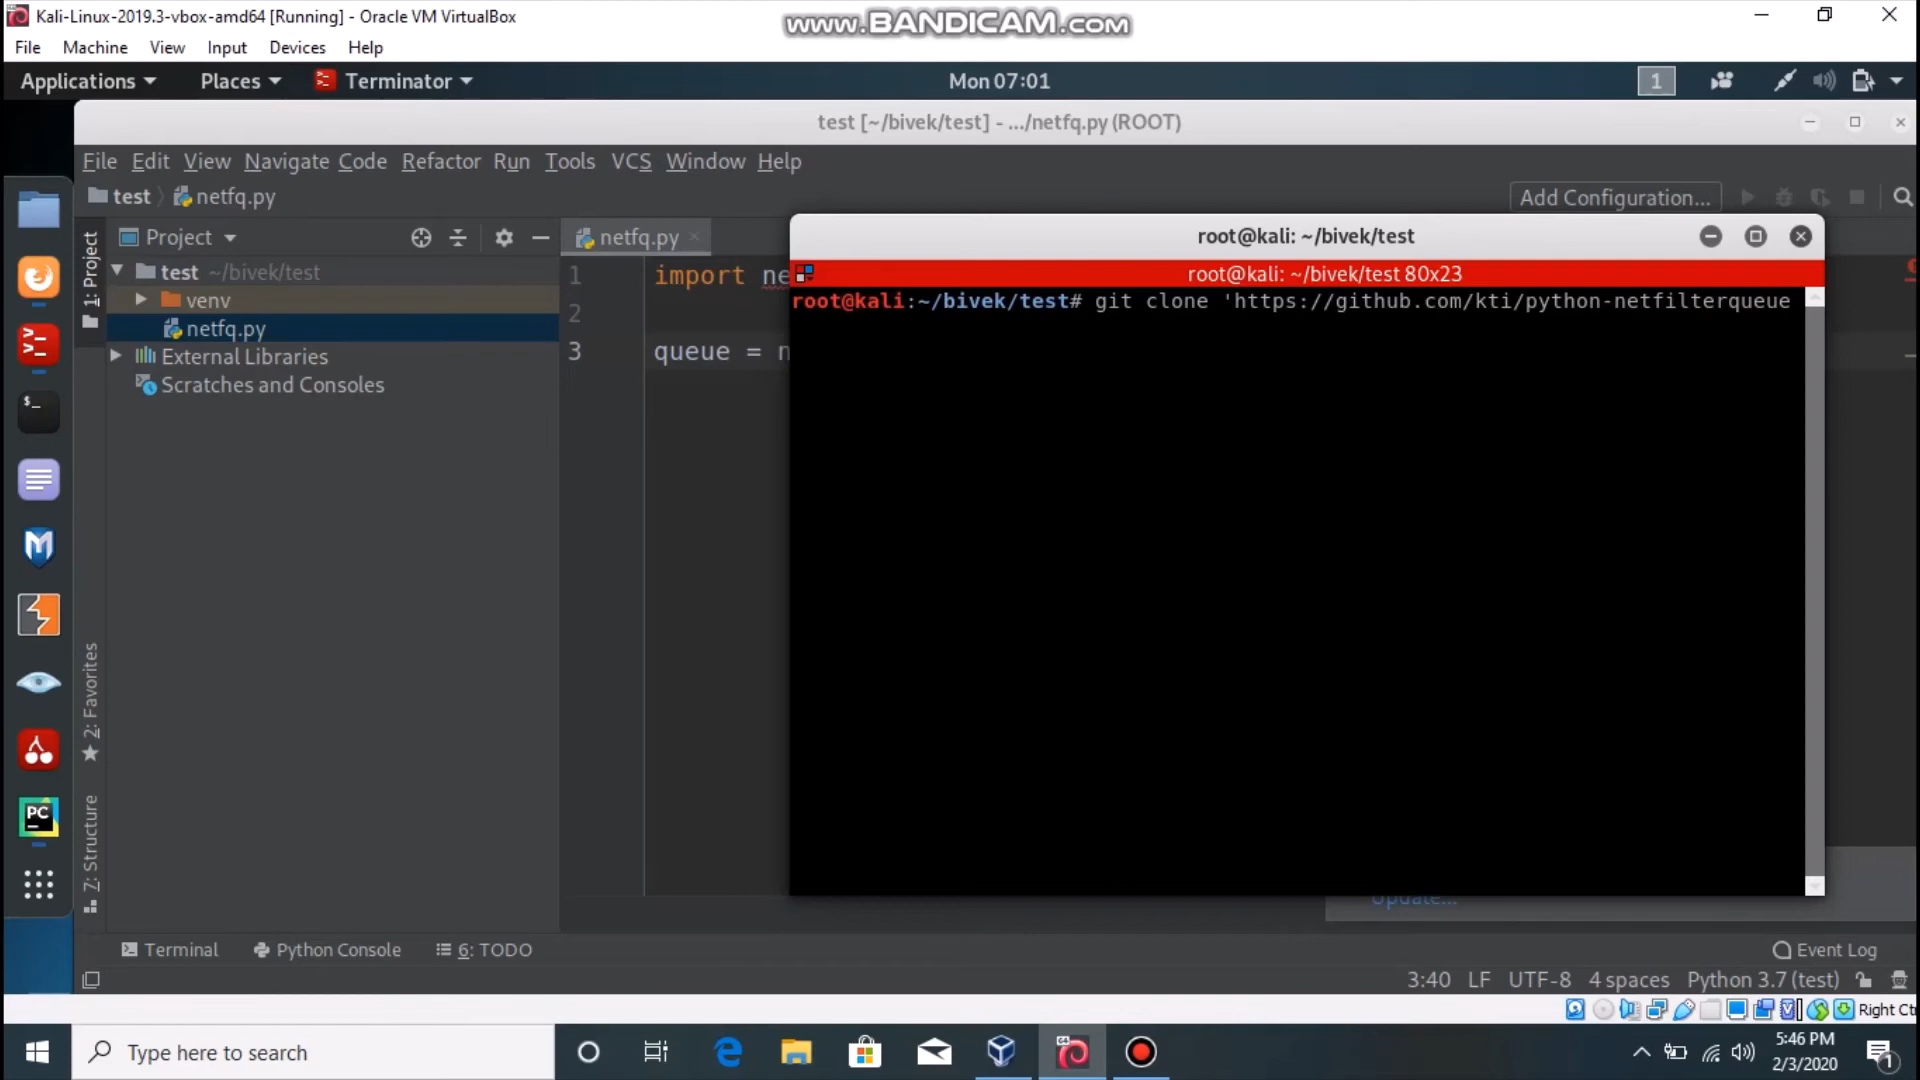 Kali-Linux-2019.3-vbox-amd64 [Running] - Oracle VM VirtualBox
www.BANDICAM.com
File Machine View Input Devices Help
Applications Places Terminator Mon 07:01 1
test [~/bivek/test] - .../netfq.py (ROOT)
File Edit View Navigate Code Refactor Run Tools VCS Window Help
test netfq.py Add Configuration...
Project netfq.py
1: Project
test ~/bivek/test
venv
netfq.py
External Libraries
Scratches and Consoles
1 import ne
2
3 queue = n
root@kali: ~/bivek/test
root@kali: ~/bivek/test 80x23
root@kali:~/bivek/test# git clone 'https://github.com/kti/python-netfilterqueue
2: Favorites
7: Structure
$_
PC
Update...
Terminal Python Console 6: TODO Event Log
3:40 LF UTF-8 4 spaces Python 3.7 (test)
Right Ct
Type here to search
64
5:46 PM
2/3/2020
1